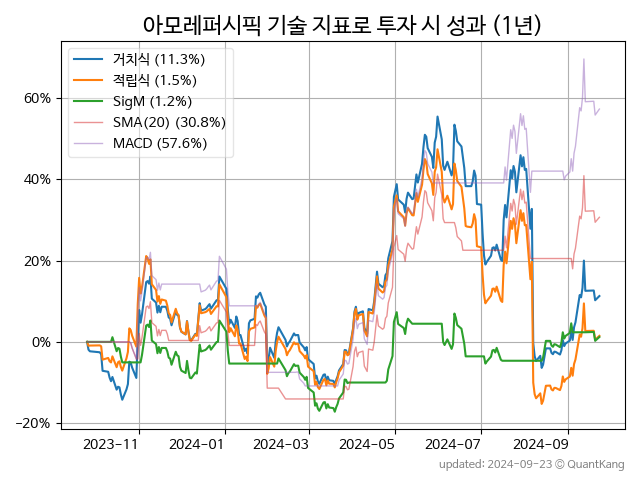 아모레퍼시픽 기술 지표로 투자 시 성과 (1년)
거치식 (11.3%)
적립식 (1.5%)
SigM (1.2%)
SMA(20) (30.8%)
MACD (57.6%)
60%
40%
20%
0%
−20%
2023−11
2024−01
2024−03
2024−05
2024−07
2024−09
updated: 2024−09−23 © QuantKang